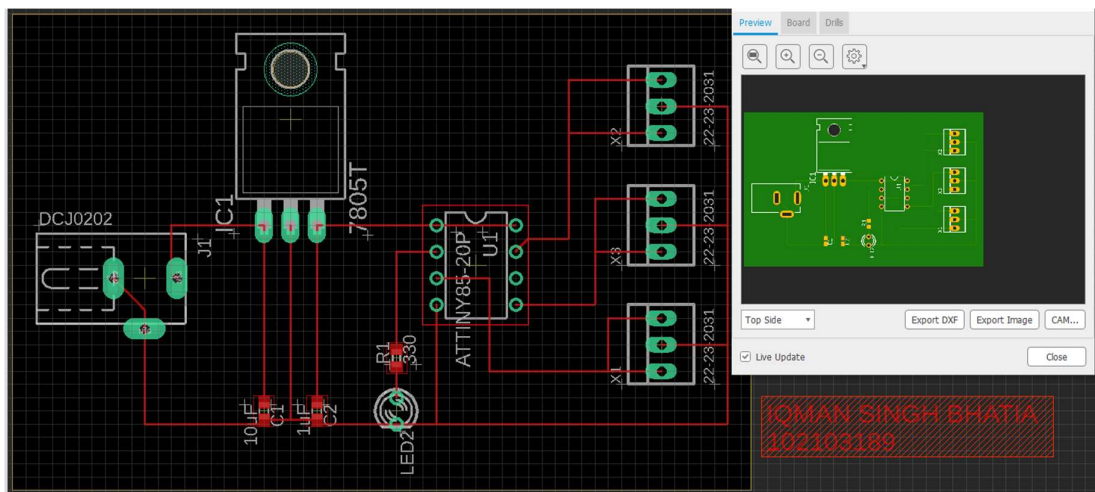 Preview Board Drills
DCJ0202
J1
IC1
7805T
X2
22-23-2031
X3
22-23-2031
X1
22-23-2031
ATTINY85-20P
U1
R1
330
10uF
C1
1uF
C2
LED2
Top Side
Export DXF Export Image CAM...
Live Update
Close
IQMAN SINGH BHATIA
102103189